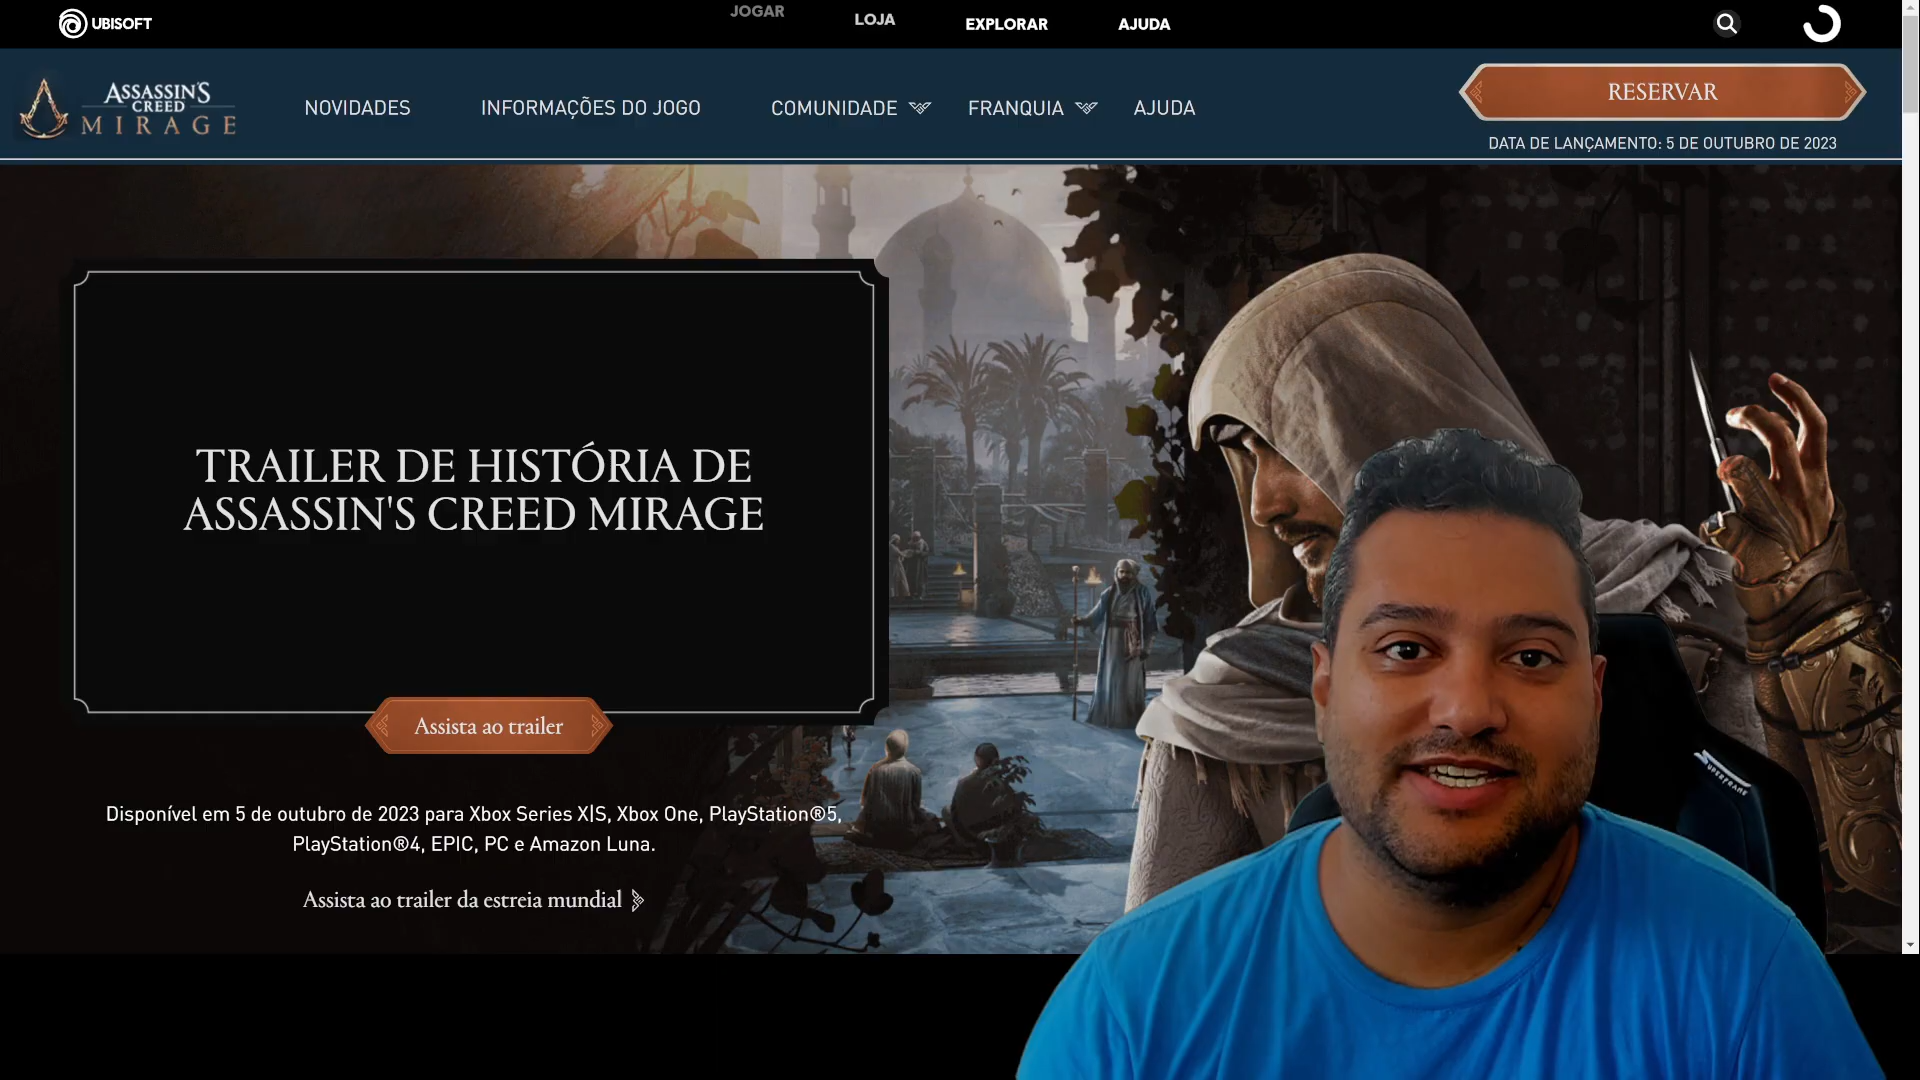 UBISOFT
JOGAR
LOJA
EXPLORAR
AJUDA
ASSASSIN'S
CREED
MIRAGE
NOVIDADES
INFORMAÇÕES DO JOGO
COMUNIDADE
FRANQUIA
AJUDA
RESERVAR
DATA DE LANÇAMENTO: 5 DE OUTUBRO DE 2023
TRAILER DE HISTÓRIA DE
ASSASSIN'S CREED MIRAGE
Assista ao trailer
Disponível em 5 de outubro de 2023 para Xbox Series X|S, Xbox One, PlayStation®5,
PlayStation®4, EPIC, PC e Amazon Luna.
Assista ao trailer da estreia mundial
SUPERFRAME